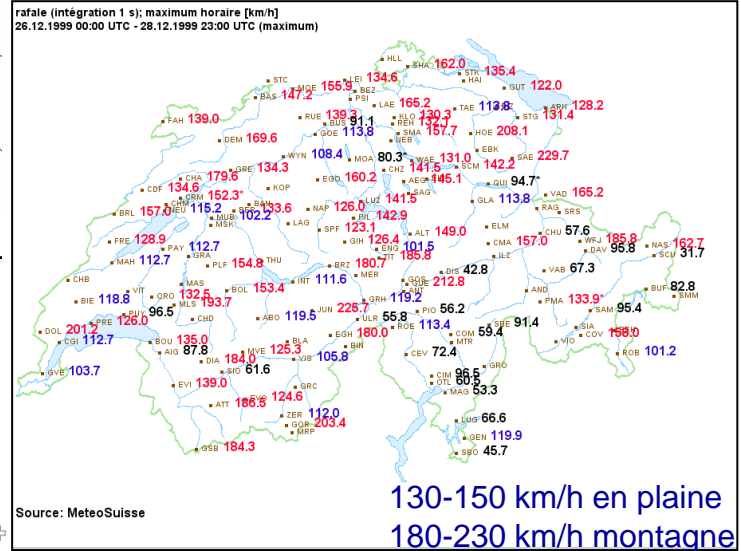 rafale (intégration 1 s); maximum horaire [km/h]
26.12.1999 00:00 UTC - 28.12.1999 23:00 UTC (maximum)
HLL
SHA 162.0
STK 135.4
HAI
LEI 134.6
STC
MOE 155.9
BEZ
PSI
BAS 147.2
GUT 122.0
LAE 165.2
TAE 113.8
ARH 128.2
STG 131.4
FAH 139.0
RUE 139.3
BUS 91.1
KLO 130.3
REH 132.1
GOE 113.8
SMA 157.7
UEB
HOE 208.1
DEM 169.6
EBK
WYN 108.4
MOA 80.3*
WAE 131.0
SAE 229.7
GRE 134.3
CHZ 141.5
SCM 142.2
CHA 179.6
EGO 160.2
AEG 145.1
QUI 94.7*
CDF 134.6
KOP
SAG
CRM 152.3*
LUZ 141.5
GLA 113.8
VAD 165.2
BRL 157.0
NEU 115.2
BER 133.6
NAP 126.0
RAG
SRS
MUB 102.2
MSK
LAG
PIL 142.9
SPF 123.1
ALT 149.0
ELM
CHU 57.6
FRE 128.9
PAY 112.7
GIH 126.4
ENG 101.5
CMA 157.0
WFJ 185.8
DAV 95.8
NAS 162.7
SCU 31.7
MAH 112.7
GRA
PLF 154.8
THU
BRZ 180.7
TIT 185.8
ILZ
DIS 42.8
VAB 67.3
CHB
MAS
INT 111.6
MER
GOS
GUE 212.8
ANT
VIT
BOL 153.4
AND
BUF 82.8
SMM
BIE 118.8
ORO 132.5
MLS 193.7
GRH 119.2
PMA 133.9*
PUY 96.5
JUN 225.7
PIO 56.2
SAM 95.4
PRE 126.0
CHD
ABO 119.5
ULR 55.8
ROE 113.4
SBE 91.4
DOL 201.2
SIA
CGI 112.7
BOU 135.0
BLA
EGH 180.0
COM 59.4
MTR
VIO
COV 158.0
AIG 87.8
MVE 125.3
BIN
ROB 101.2
DIA 184.0
VIS 105.8
CEV 72.4
GVE 103.7
SIO 61.6
GRO
EVI 139.0
GRC
CIM 96.5
OTL 60.5
EVO 124.6
MAG 53.3
ATT 186.5
ZER 112.0
GOR 203.4
MRP
LUG 66.6
GSB 184.3
GEN 119.9
SBO 45.7
130-150 km/h en plaine
Source: MeteoSuisse
180-230 km/h montagne